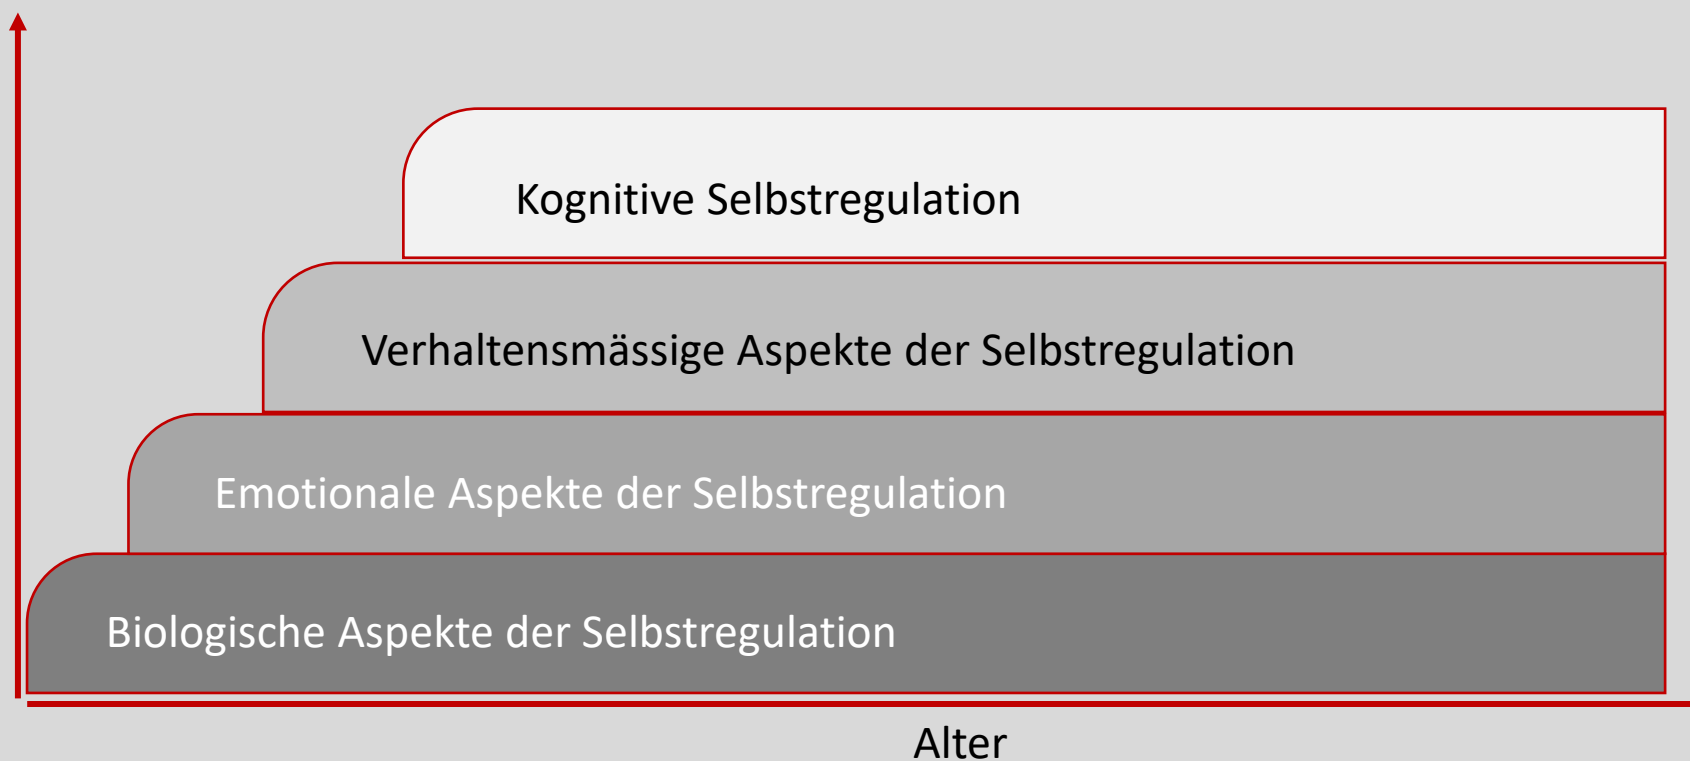 Kognitive Selbstregulation
Verhaltensmässige Aspekte der Selbstregulation
Emotionale Aspekte der Selbstregulation
Biologische Aspekte der Selbstregulation
Alter